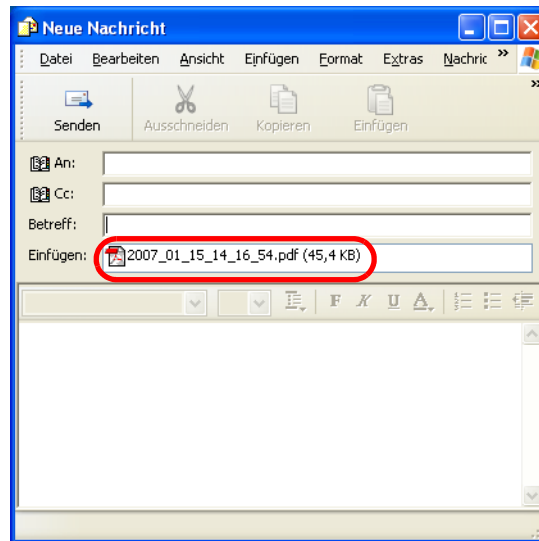 Neue Nachricht
Datei Bearbeiten Ansicht Einfügen Format Extras Nachric »
»
Senden Ausschneiden Kopieren Einfügen
An:
Cc:
Betreff:
Einfügen: 2007_01_15_14_16_54.pdf (45,4 KB)
F K U A